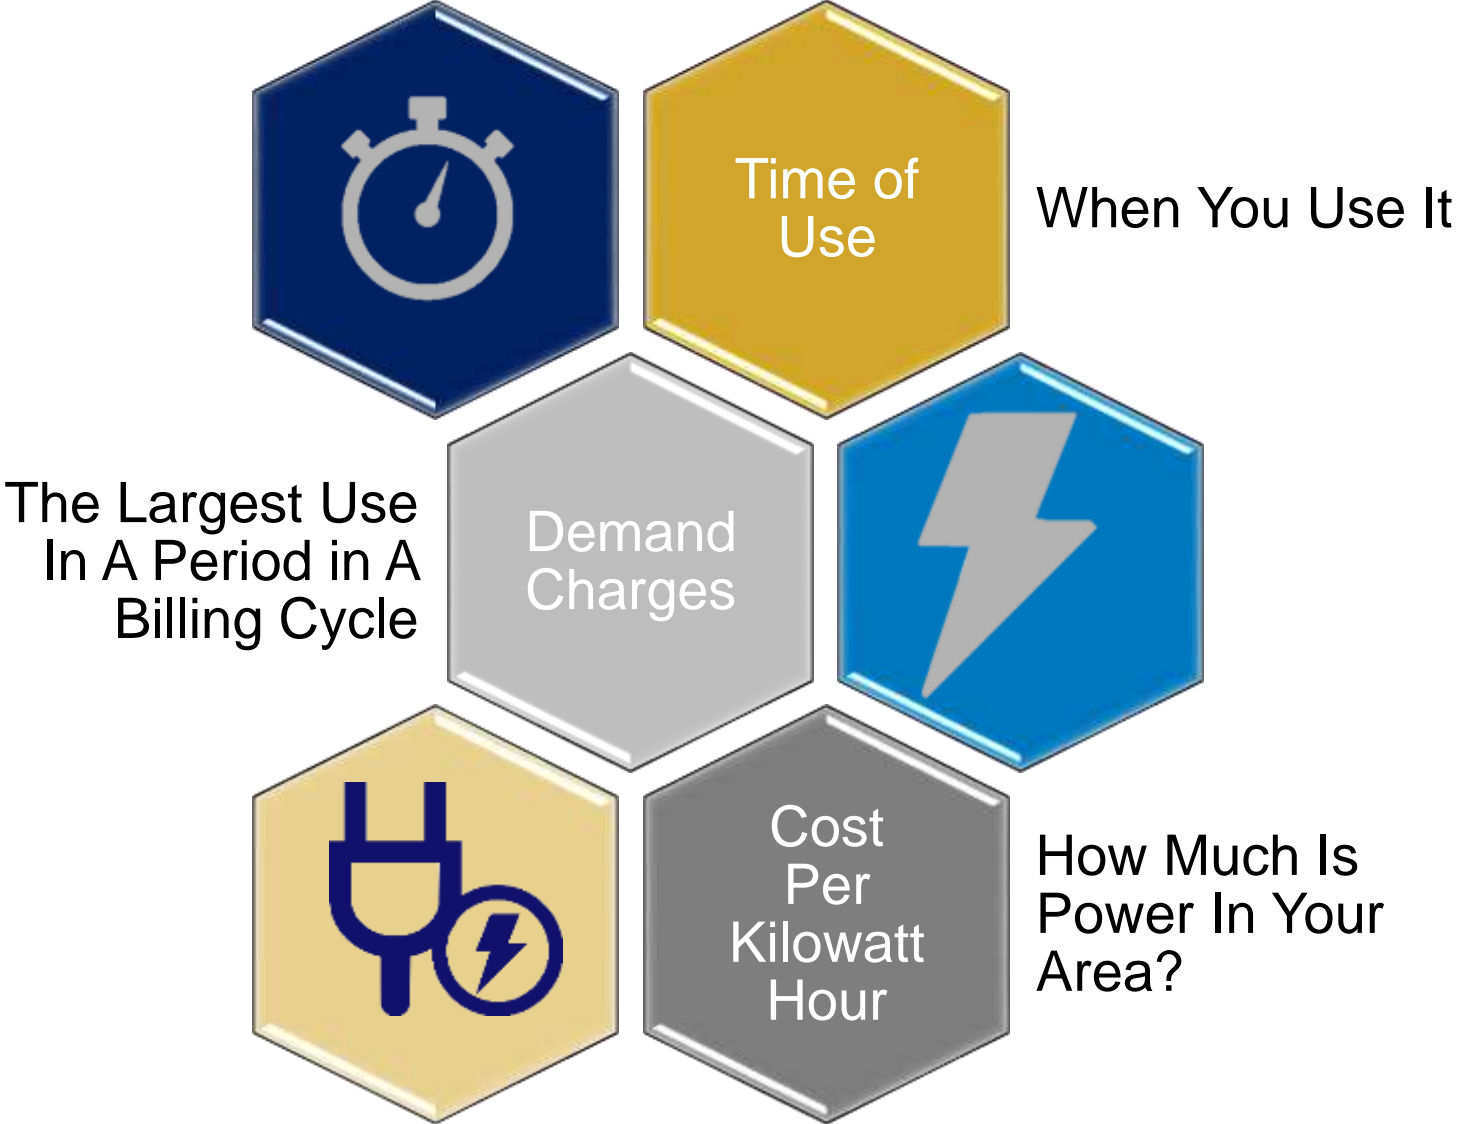 Time of
Use
When You Use It
The Largest Use
In A Period in A
Billing Cycle
Demand
Charges
Cost
Per
Kilowatt
Hour
How Much Is
Power In Your
Area?